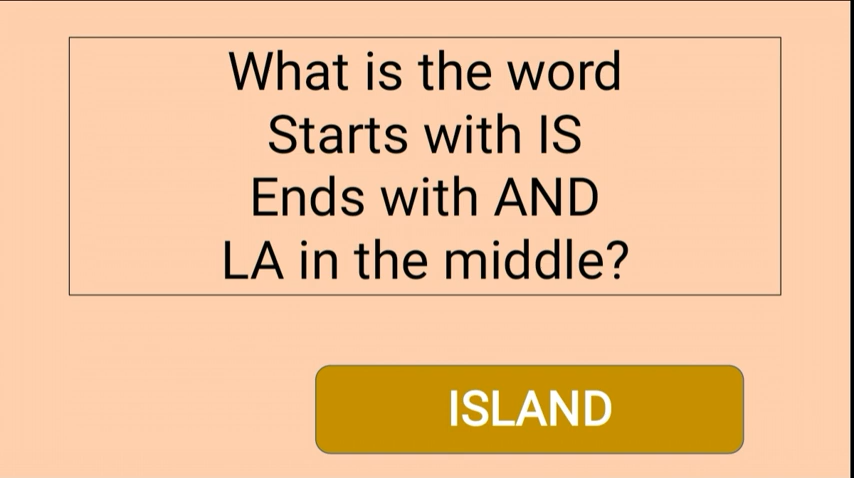 What is the word
Starts with IS
Ends with AND
LA in the middle?
ISLAND